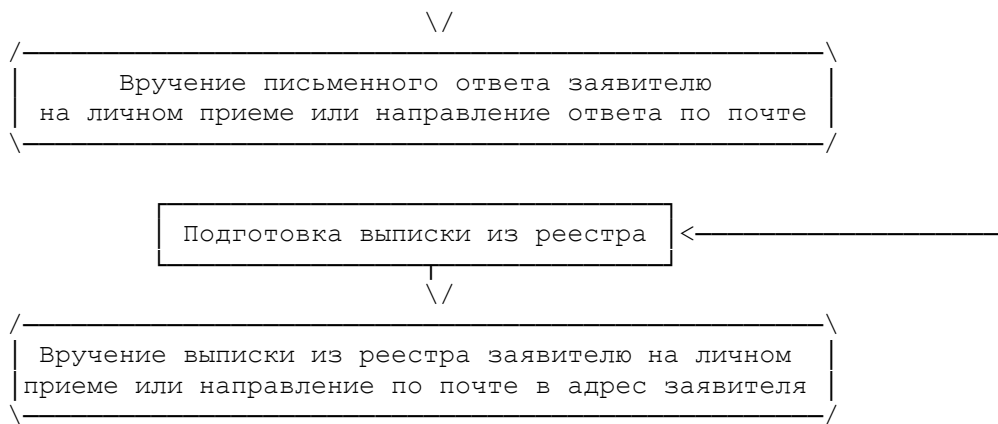 Вручение письменного ответа заявителю
на личном приеме или направление ответа по почте
Подготовка выписки из реестра
Вручение выписки из реестра заявителю на личном
приеме или направление по почте в адрес заявителя